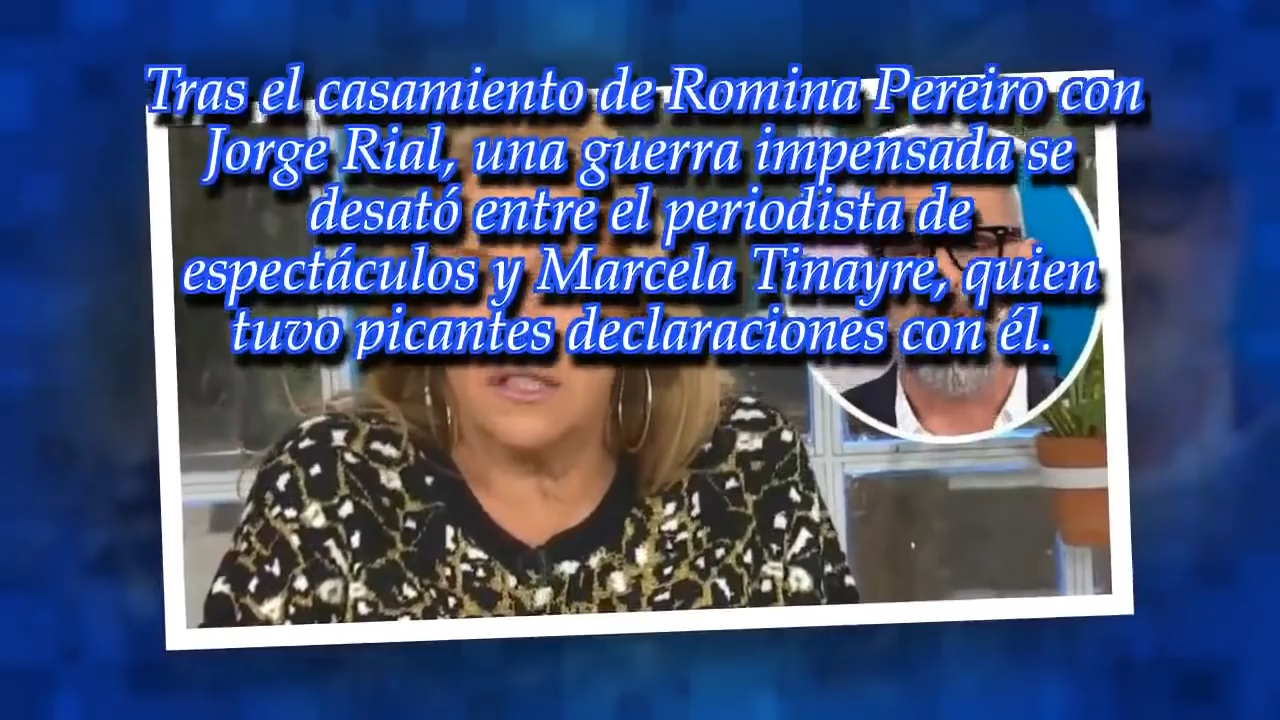 Tras el casamiento de Romina Pereiro con
Jorge Rial, una guerra impensada se
desató entre el periodista de
espectáculos y Marcela Tinayre, quien
tuvo picantes declaraciones con él.